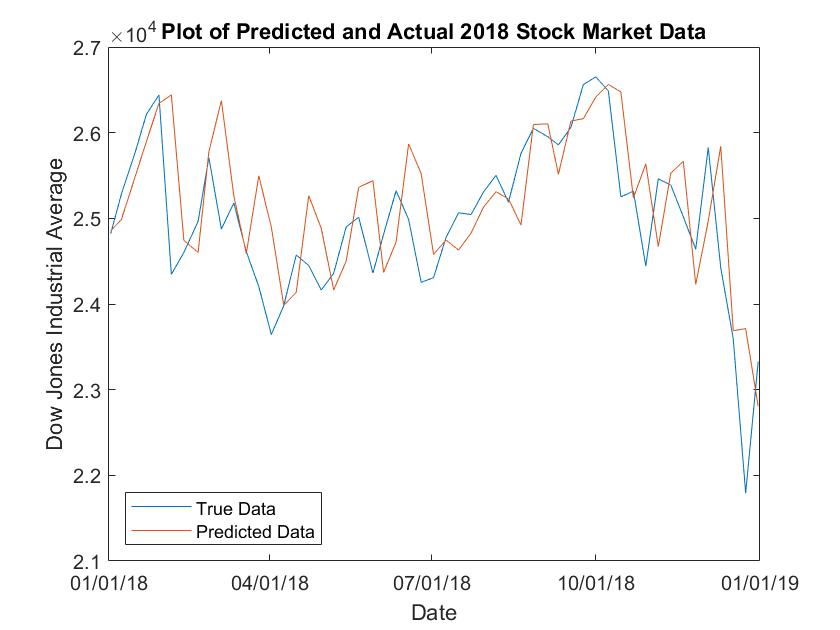 ×10⁴ Plot of Predicted and Actual 2018 Stock Market Data
2.7
2.6
2.5
2.4
2.3
2.2
2.1
Dow Jones Industrial Average
True Data
Predicted Data
01/01/18 04/01/18 07/01/18 10/01/18 01/01/19
Date